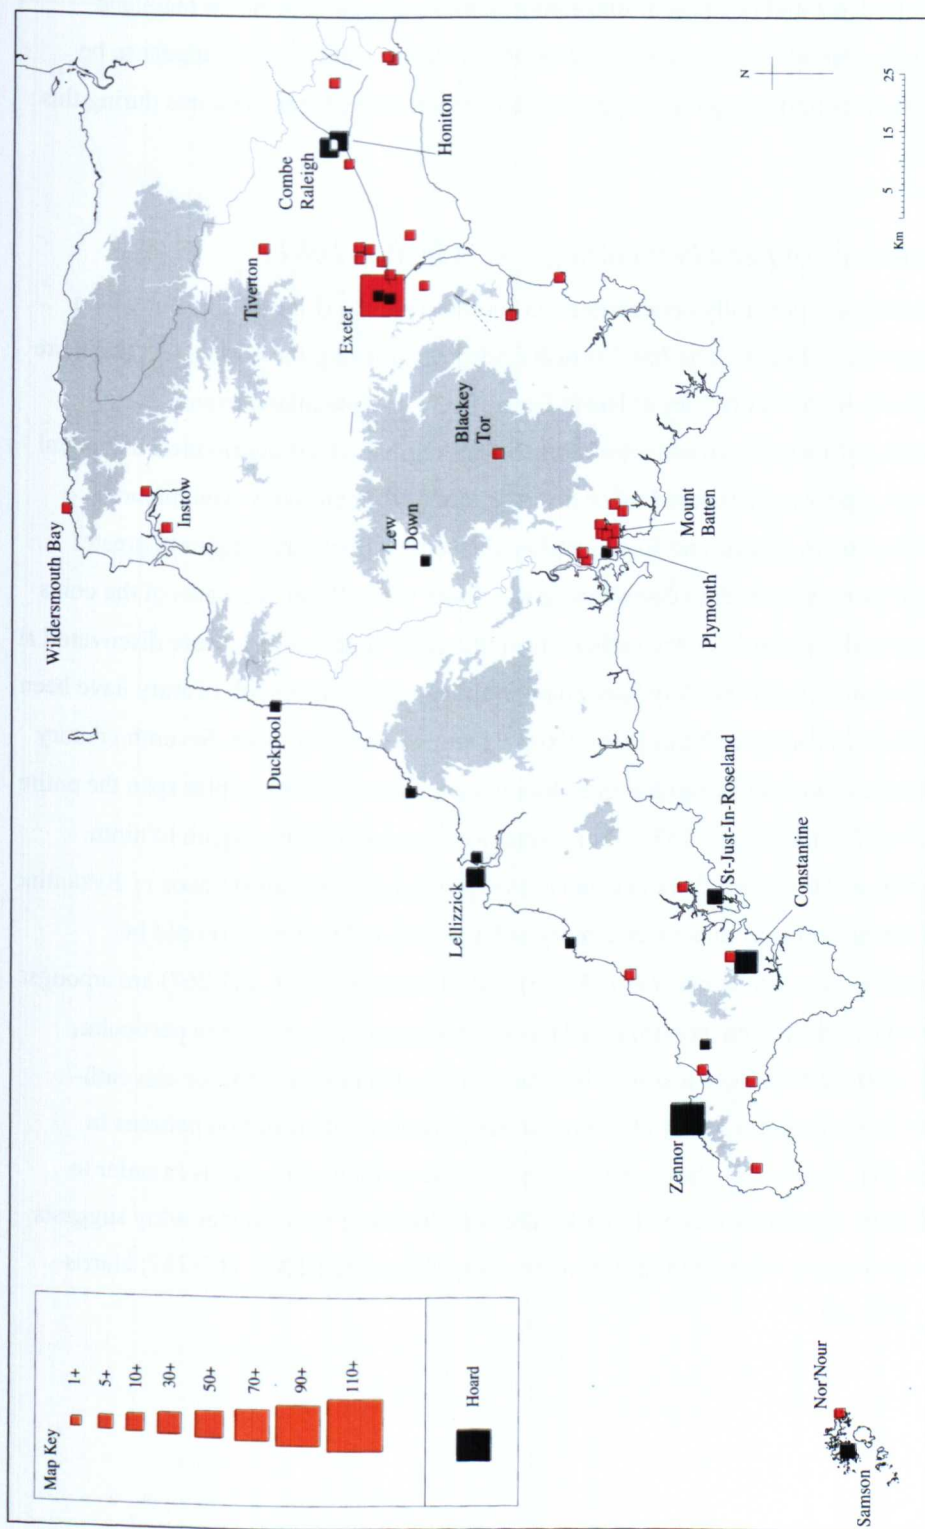 Map Key
1+
5+
10+
30+
50+
70+
90+
110+
Hoard
Wildersmouth Bay
Instow
Tiverton
Combe
Raleigh
Honiton
Exeter
Duckpool
Lew
Down
Blackey
Tor
Lellizzick
Mount
Batten
Plymouth
Zennor
St-Just-In-Roseland
Constantine
Nor'Nour
Samson
N
Km
5
15
25